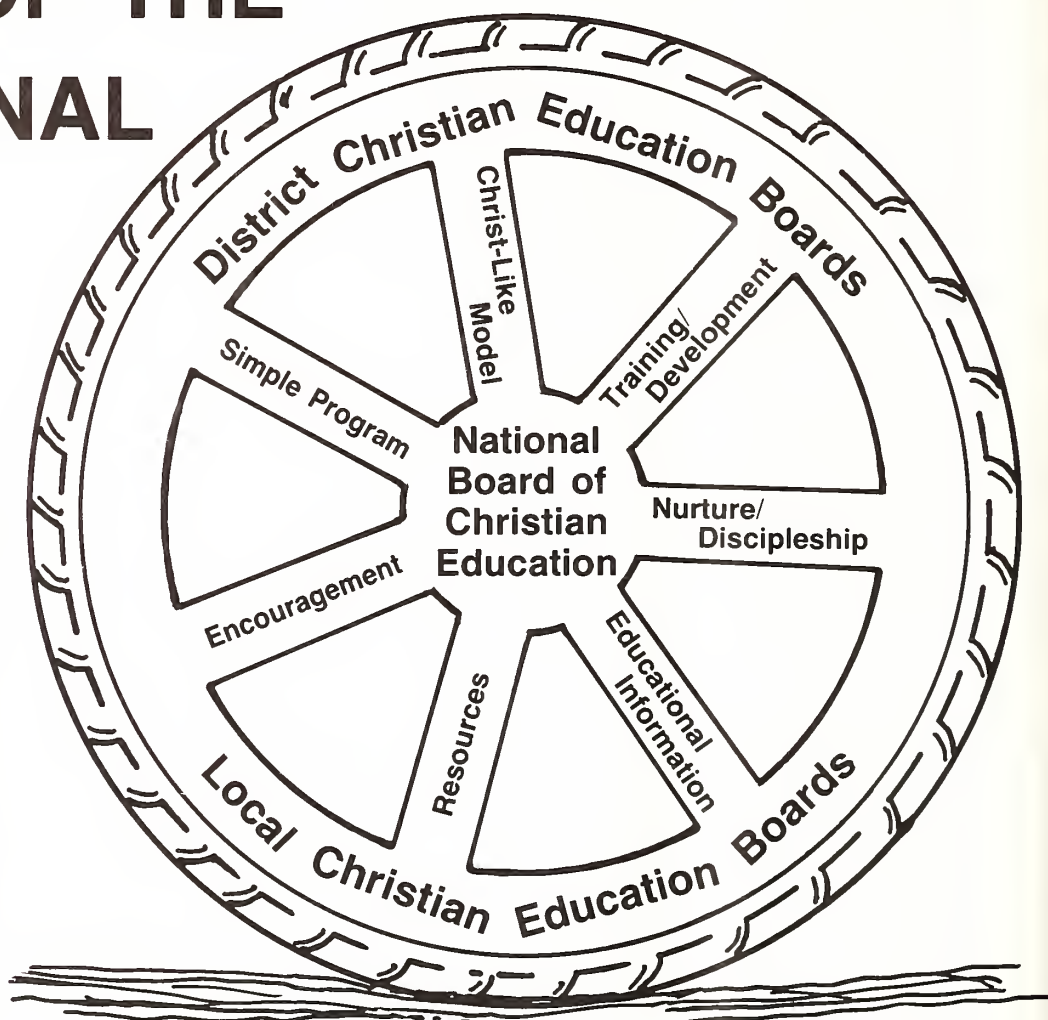 OF THE
NAL
District Christian Education Boards
Christ-Like
Model
Training/
Development
Simple Program
National
Board of
Christian
Education
Nurture/
Discipleship
Encouragement
Educational
Information
Resources
Local Christian Education Boards